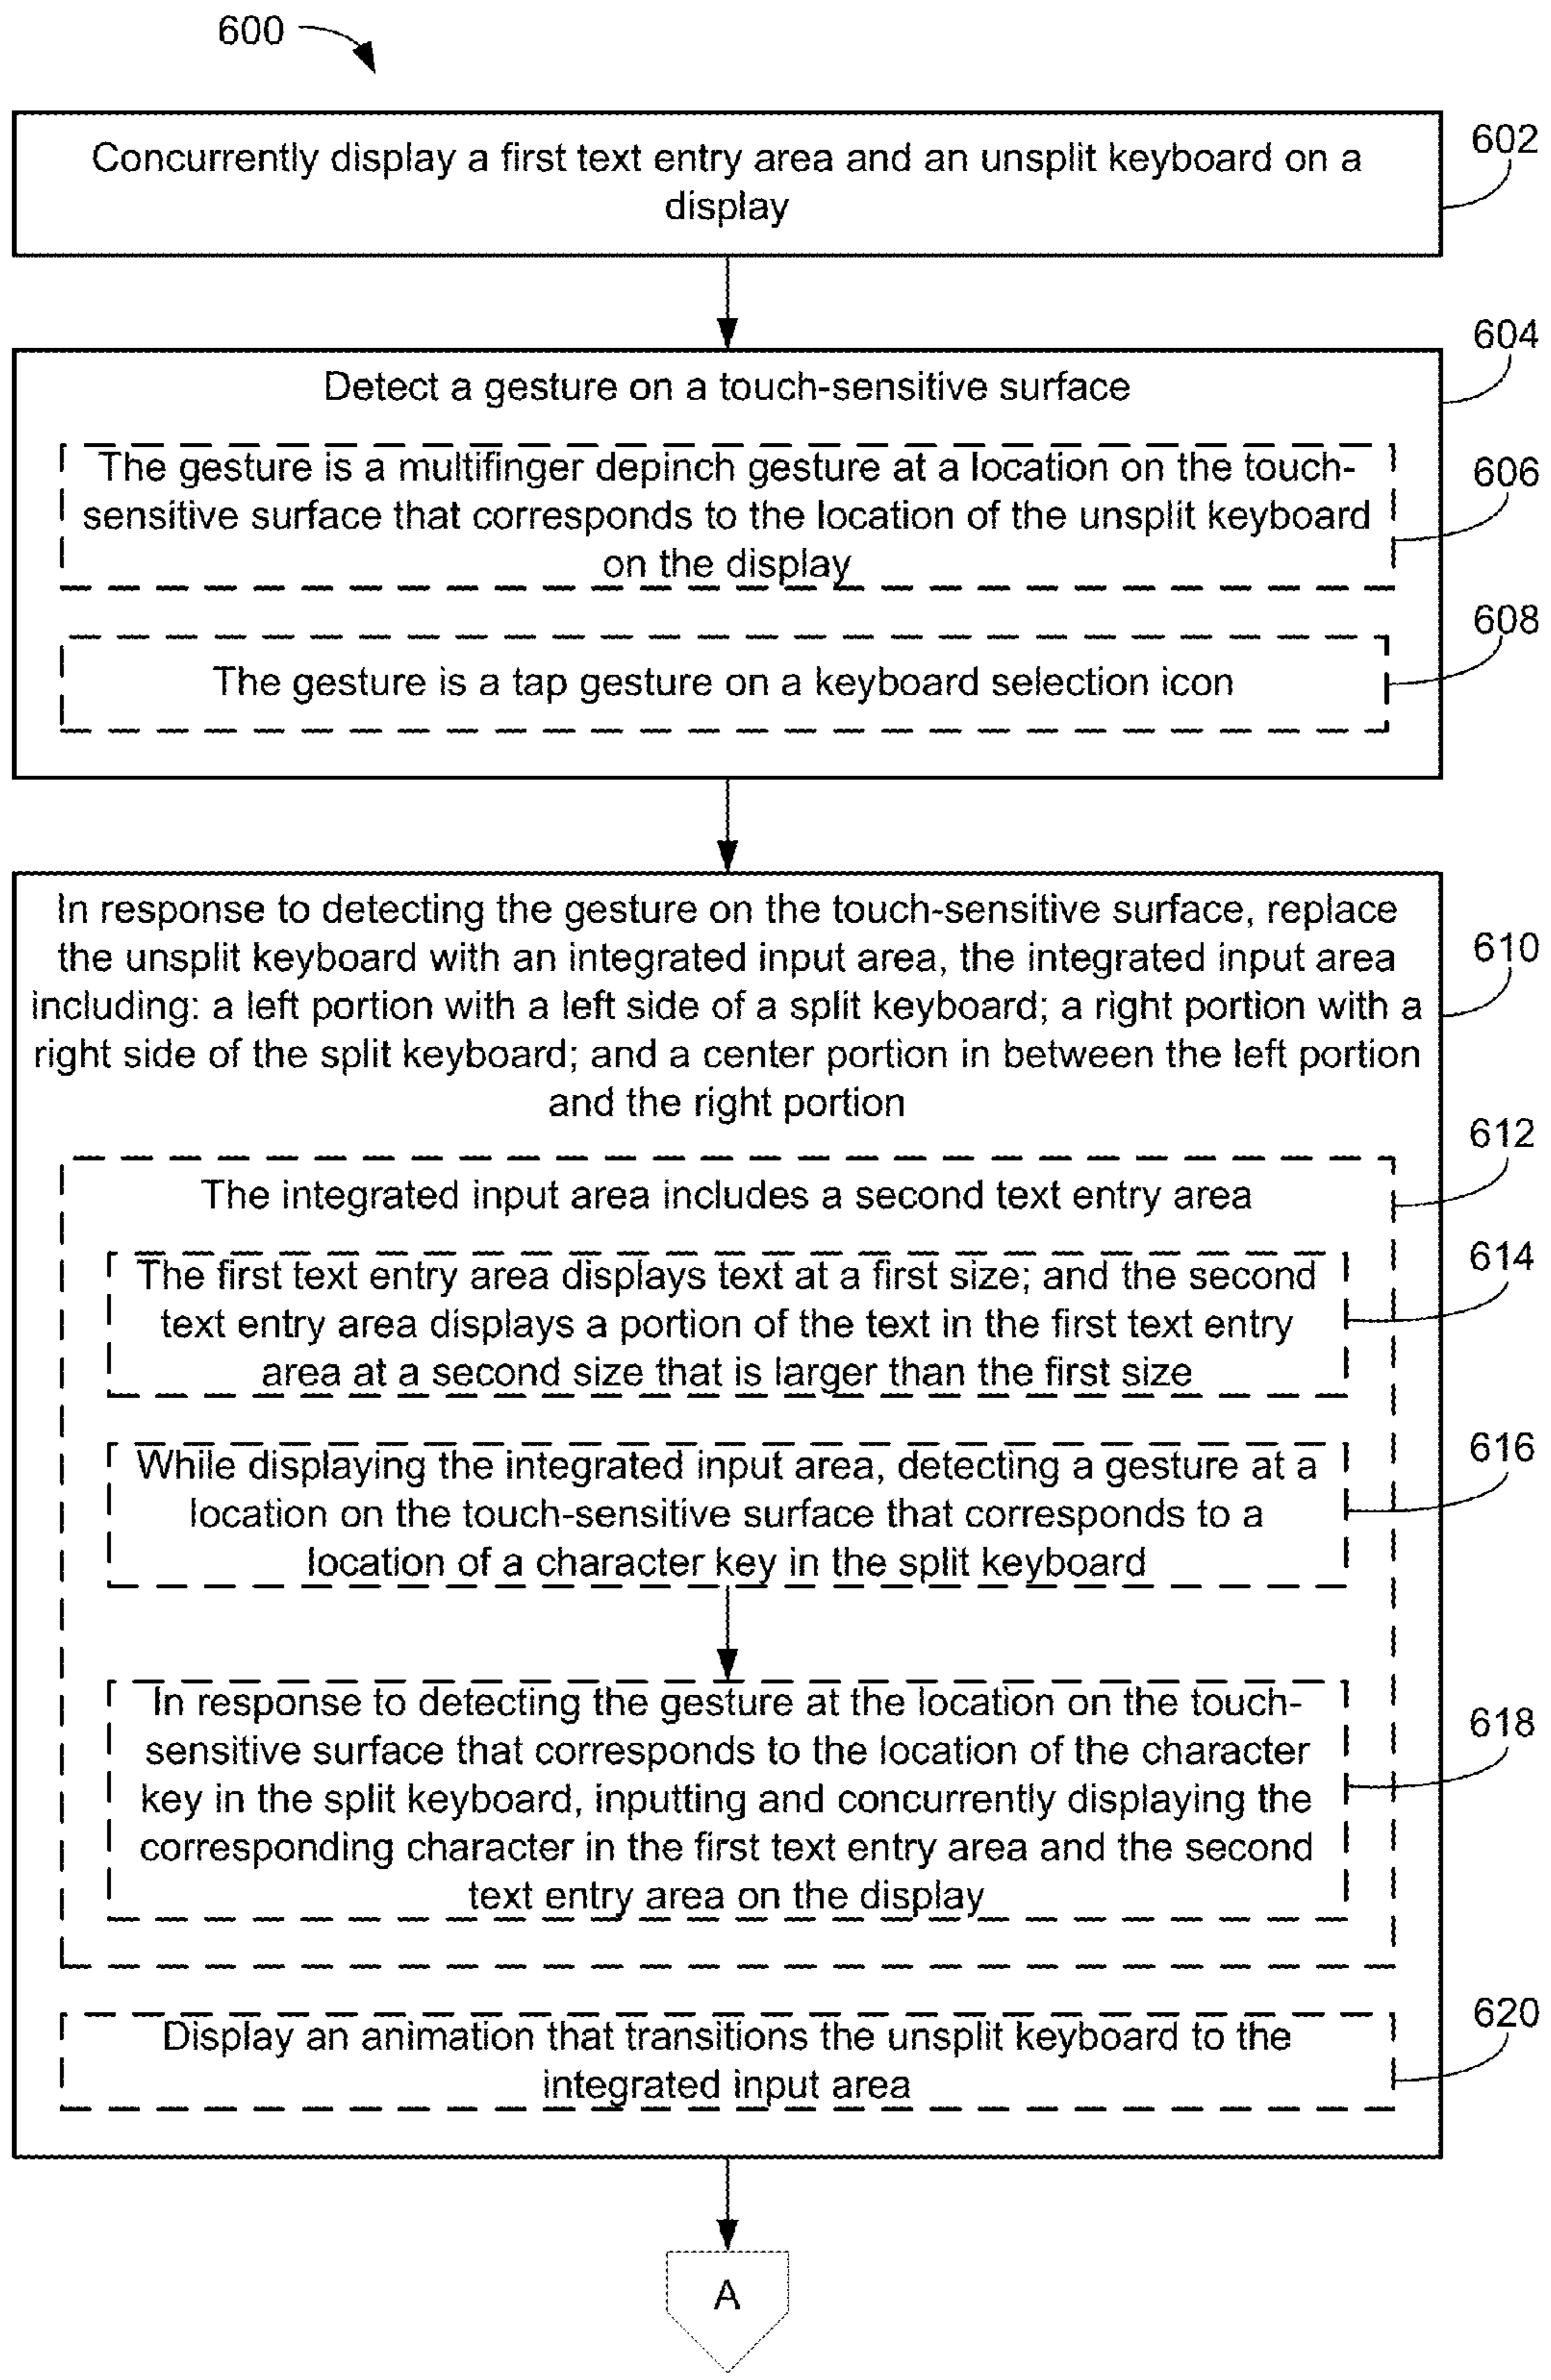 600
Concurrently display a first text entry area and an unsplit keyboard on a
display
602
Detect a gesture on a touch-sensitive surface
604
The gesture is a multifinger depinch gesture at a location on the touch-
sensitive surface that corresponds to the location of the unsplit keyboard
on the display
606
The gesture is a tap gesture on a keyboard selection icon
608
In response to detecting the gesture on the touch-sensitive surface, replace
the unsplit keyboard with an integrated input area, the integrated input area
including: a left portion with a left side of a split keyboard; a right portion with a
right side of the split keyboard; and a center portion in between the left portion
and the right portion
610
The integrated input area includes a second text entry area
612
The first text entry area displays text at a first size; and the second
text entry area displays a portion of the text in the first text entry
area at a second size that is larger than the first size
614
While displaying the integrated input area, detecting a gesture at a
location on the touch-sensitive surface that corresponds to a
location of a character key in the split keyboard
616
In response to detecting the gesture at the location on the touch-
sensitive surface that corresponds to the location of the character
key in the split keyboard, inputting and concurrently displaying the
corresponding character in the first text entry area and the second
text entry area on the display
618
Display an animation that transitions the unsplit keyboard to the
integrated input area
620
A